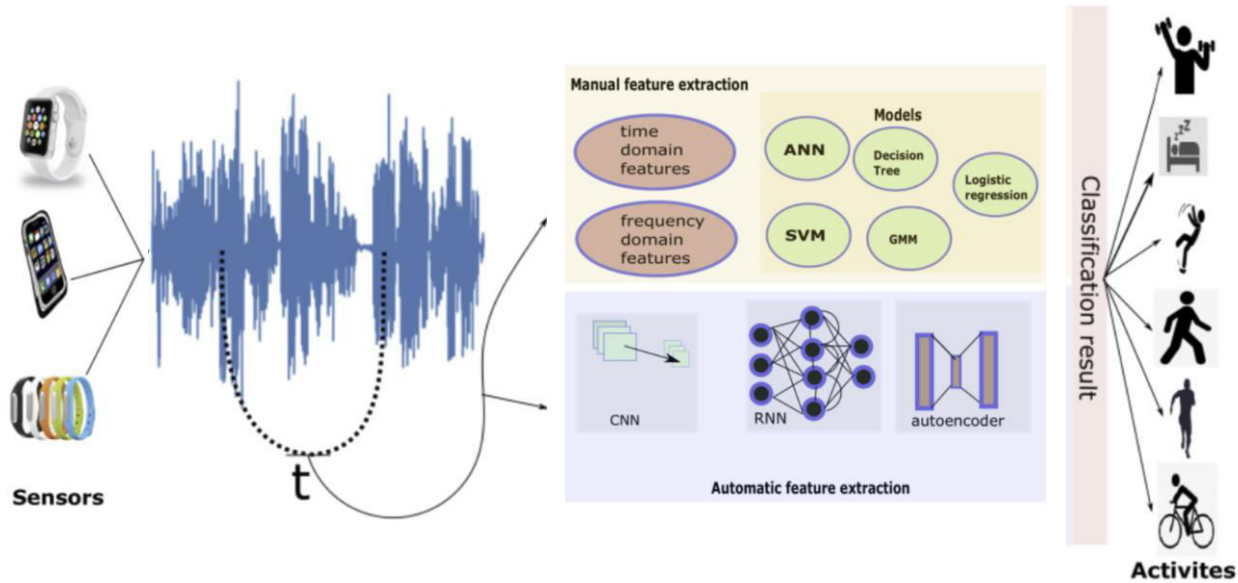 Sensors
t
Manual feature extraction
time
domain
features
frequency
domain
features
Models
ANN
Decision
Tree
Logistic
regression
SVM
GMM
CNN
RNN
autoencoder
Automatic feature extraction
Classification result
zzZ
Activites